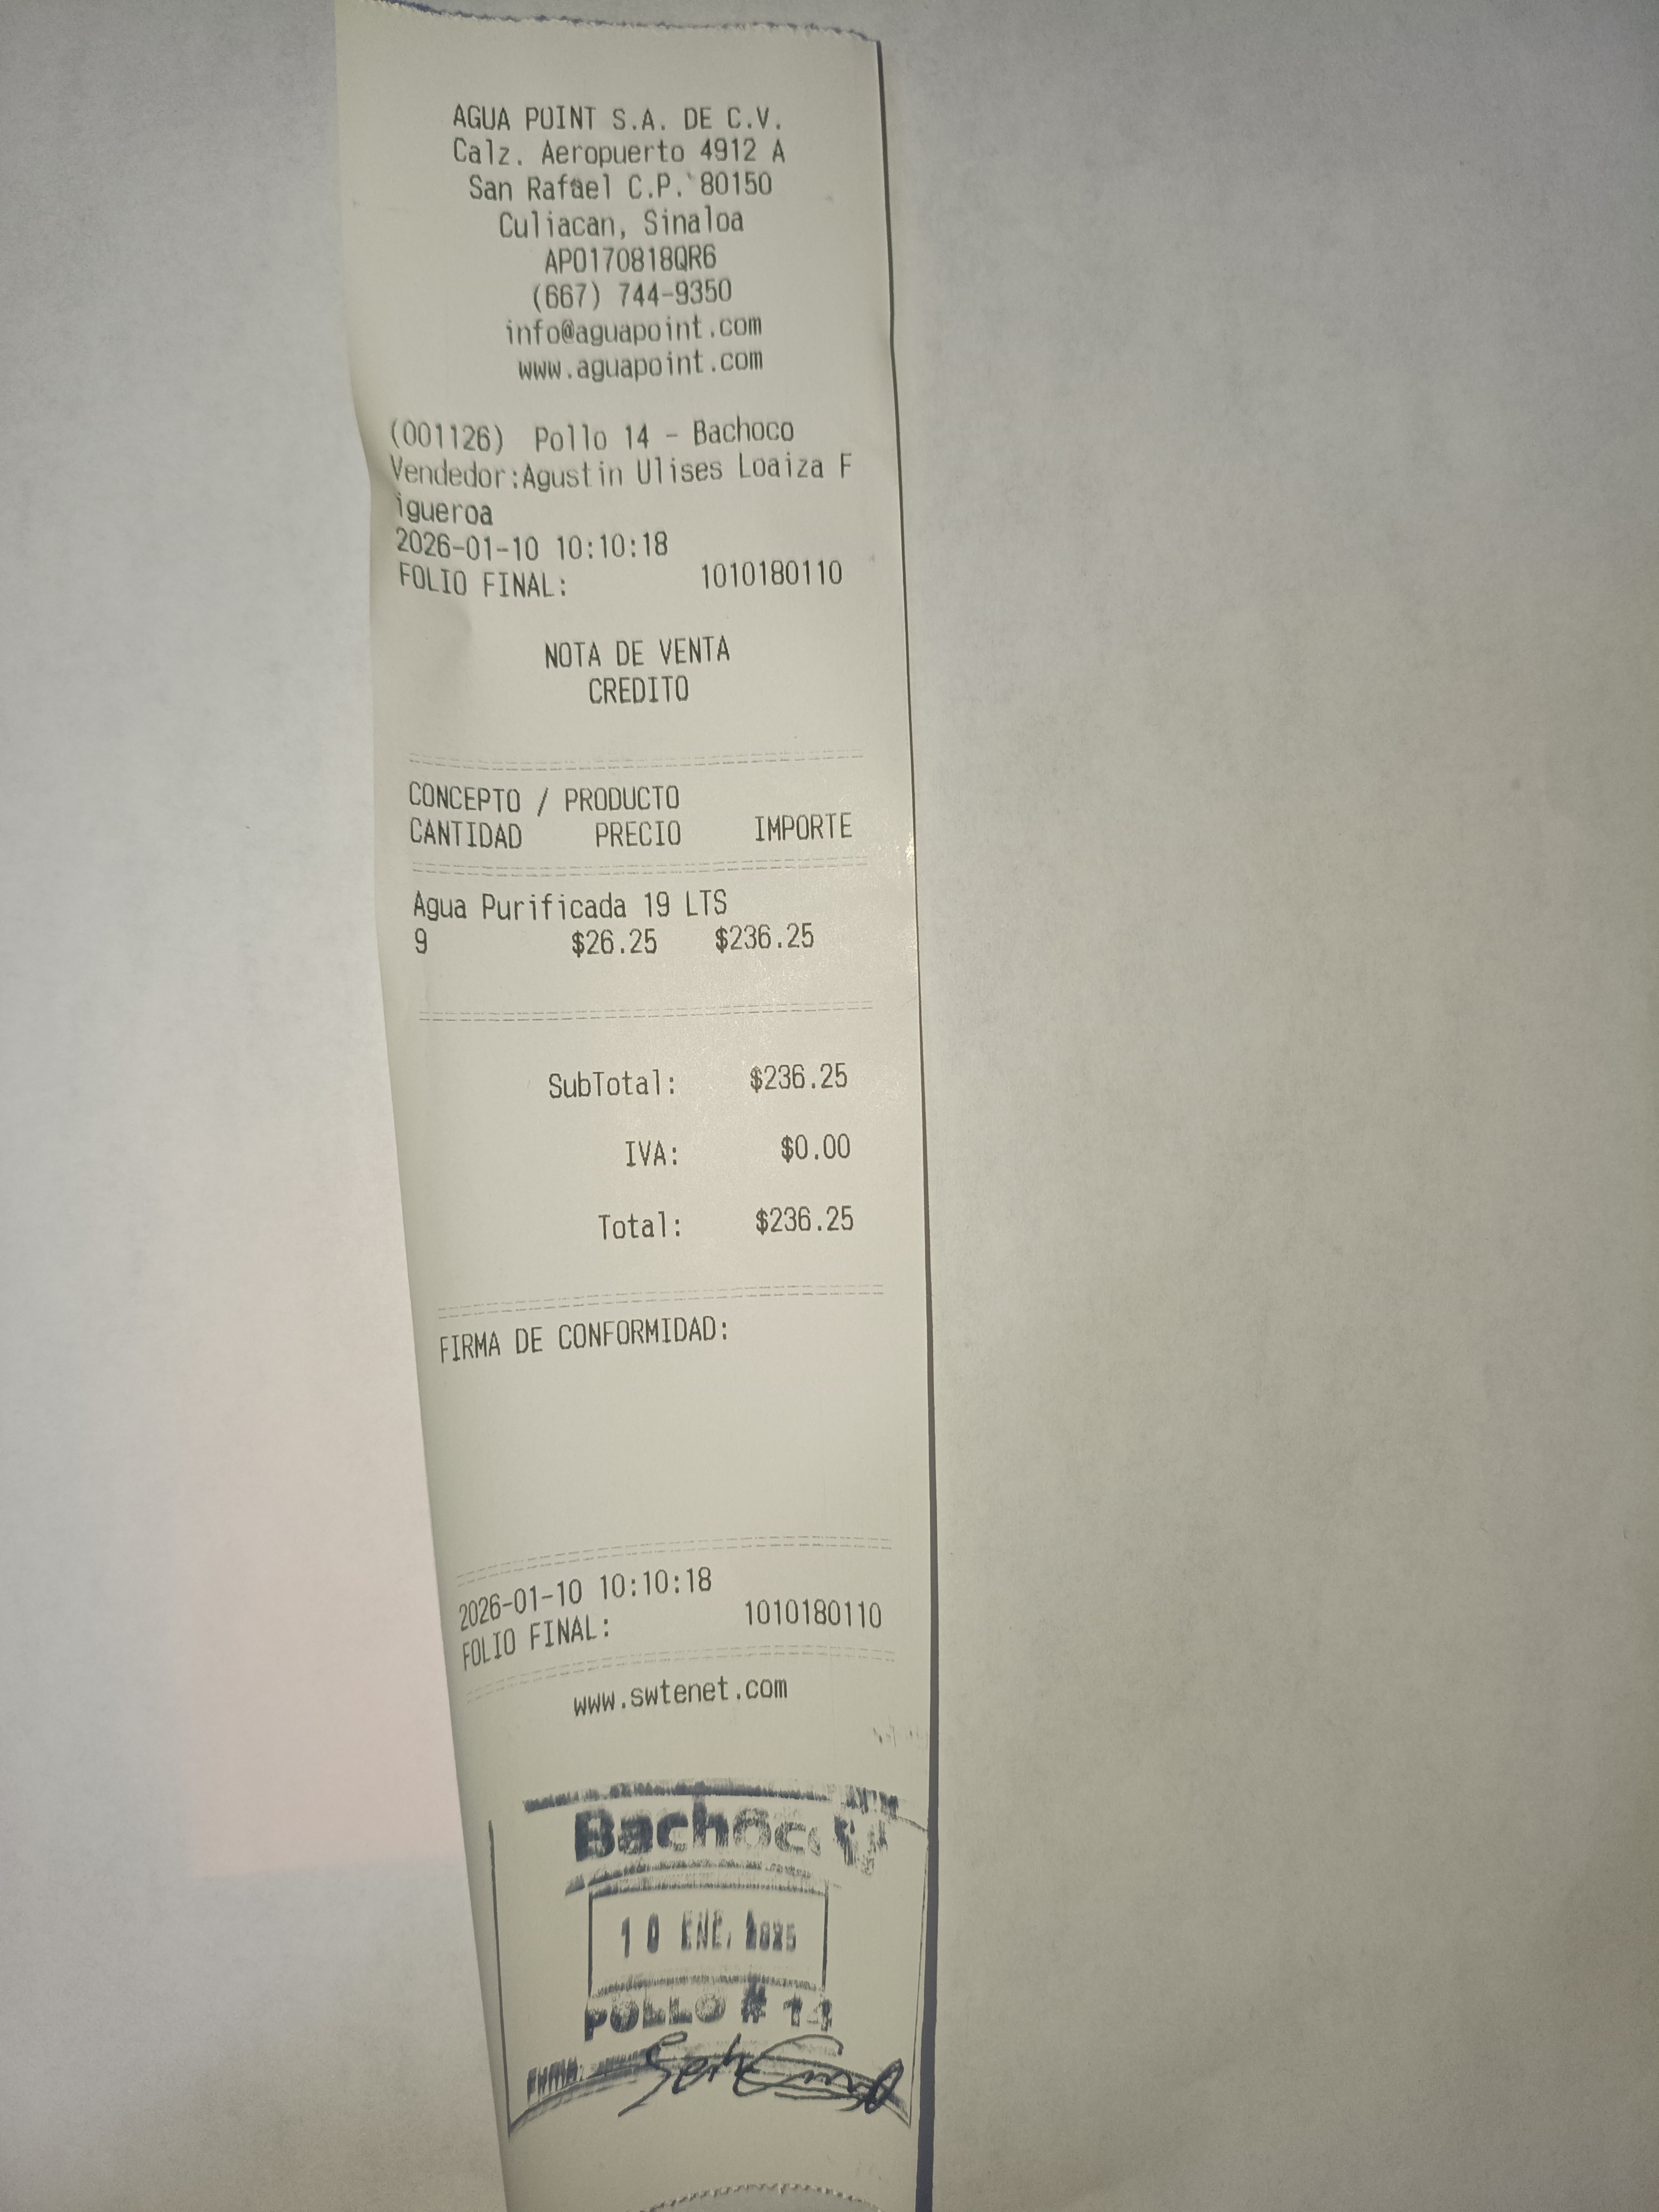 AGUA POINT S.A. DE C.V.
Calz. Aeropuerto 4912 A
San Rafael C.P. 80150
Culiacan, Sinaloa
APO170818QR6
(667) 744-9350
info@aguapoint.com
www.aguapoint.com
(001126) Pollo 14 - Bachoco
Vendedor:Agustin Ulises Loaiza F
igueroa
2026-01-10 10:10:18
FOLIO FINAL: 1010180110
NOTA DE VENTA
CREDITO
CONCEPTO / PRODUCTO
CANTIDAD PRECIO IMPORTE
Agua Purificada 19 LTS
9 $26.25 $236.25
SubTotal: $236.25
IVA: $0.00
Total: $236.25
FIRMA DE CONFORMIDAD:
2026-01-10 10:10:18
FOLIO FINAL: 1010180110
www.swtenet.com
Bachoco
10 ENE.
POLLO # 14